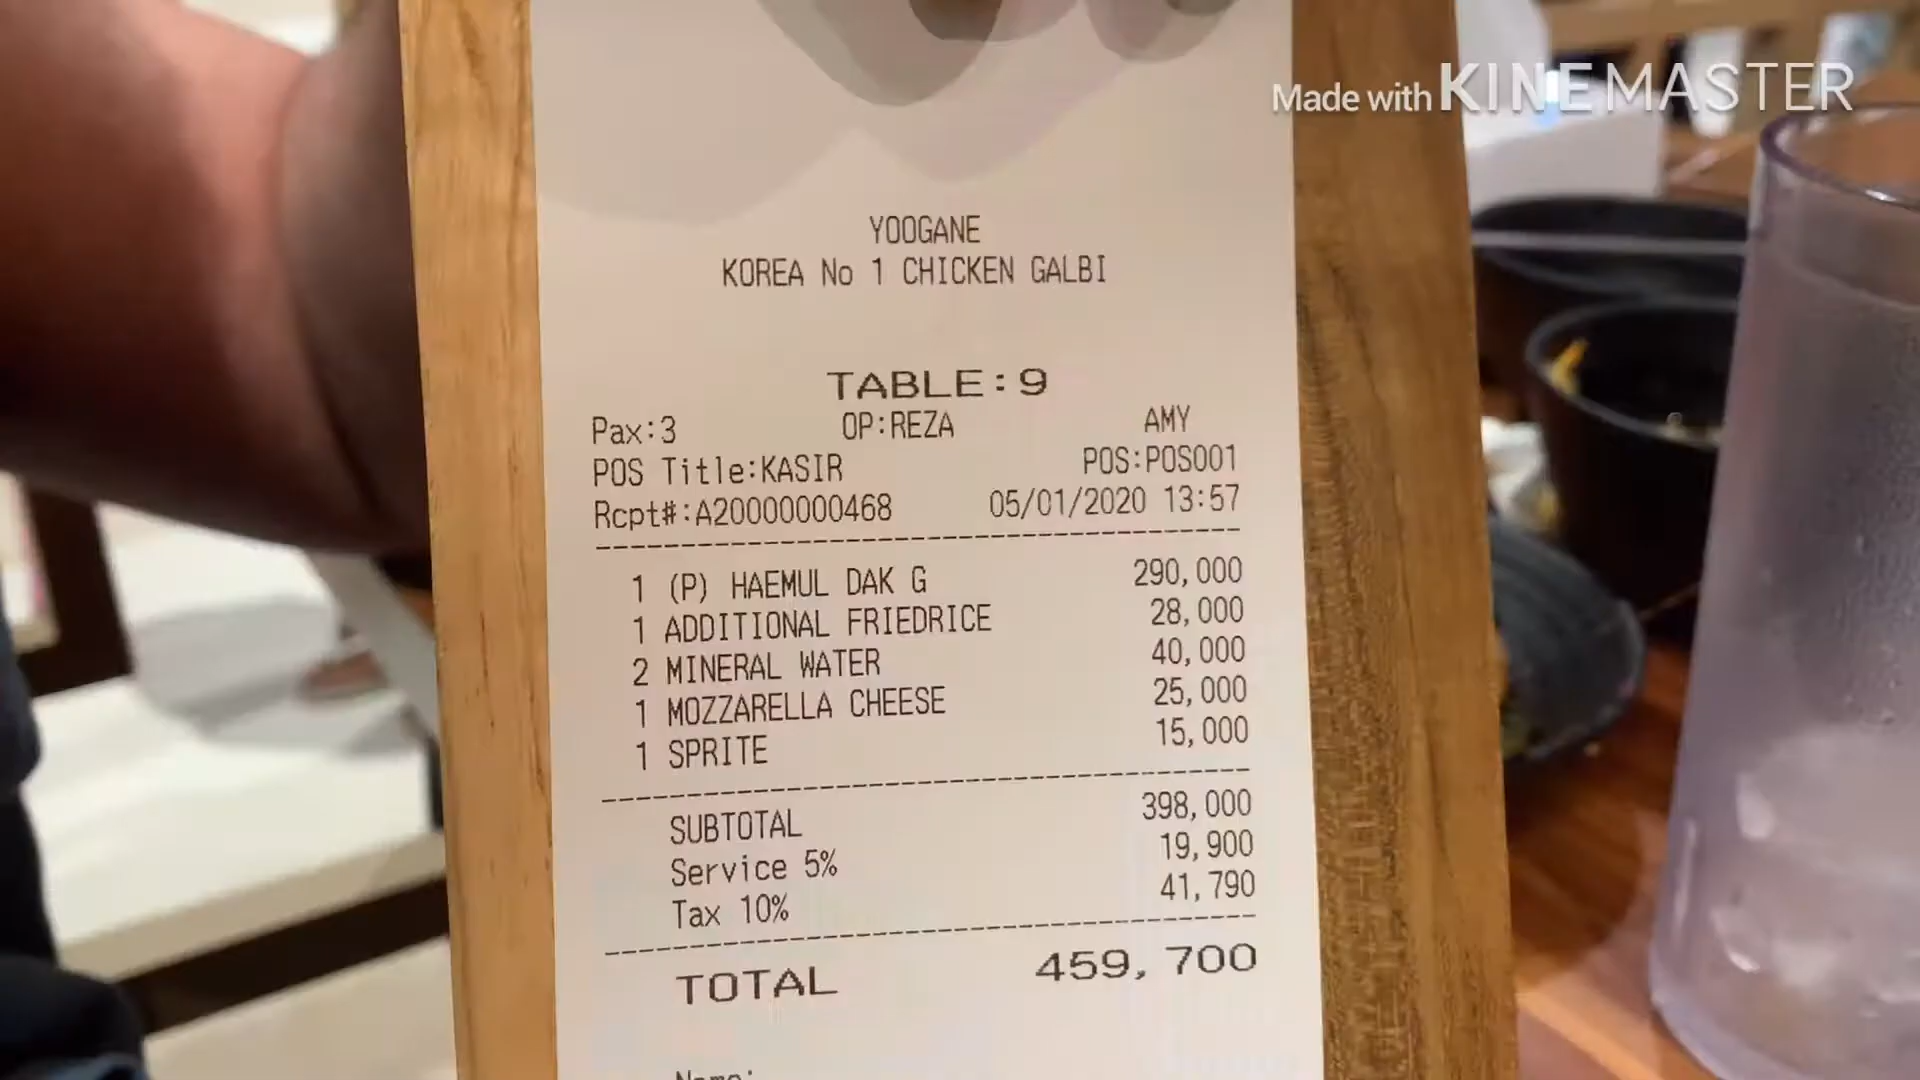 Made with KINEMASTER
YOOGANE
KOREA No 1 CHICKEN GALBI
TABLE:9
Pax:3 OP:REZA AMY
POS Title:KASIR POS:POS001
Rcpt#:A20000000468 05/01/2020 13:57
1 (P) HAEMUL DAK G 290,000
1 ADDITIONAL FRIEDRICE 28,000
2 MINERAL WATER 40,000
1 MOZZARELLA CHEESE 25,000
1 SPRITE 15,000
SUBTOTAL 398,000
Service 5% 19,900
Tax 10% 41,790
TOTAL 459,700
Name: